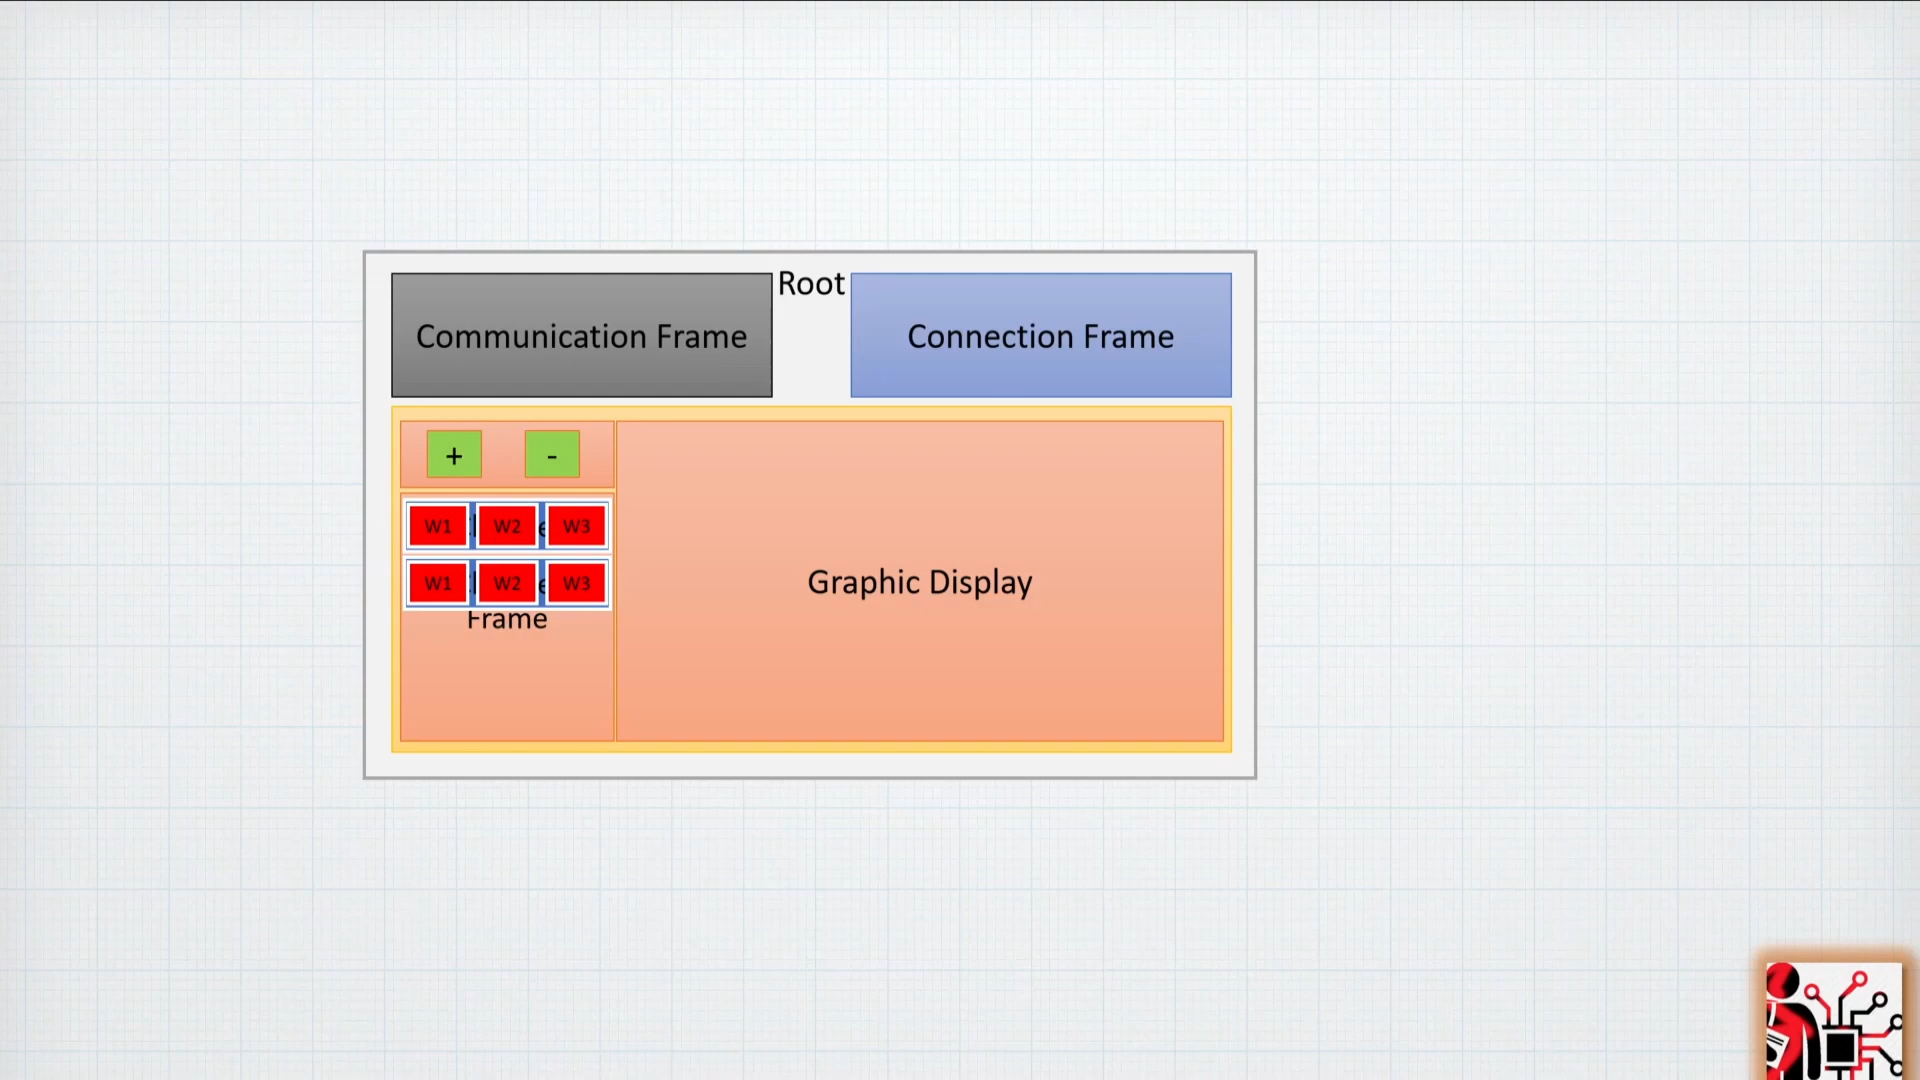 Root
Communication Frame
Connection Frame
+ -
W1 W2 W3
W1 W2 W3
Frame
Graphic Display